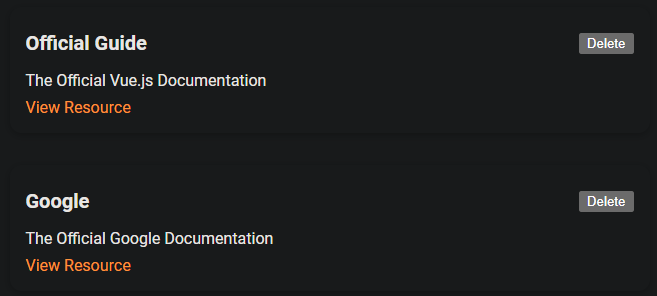 Official Guide
Delete
The Official Vue.js Documentation
View Resource
Google
Delete
The Official Google Documentation
View Resource